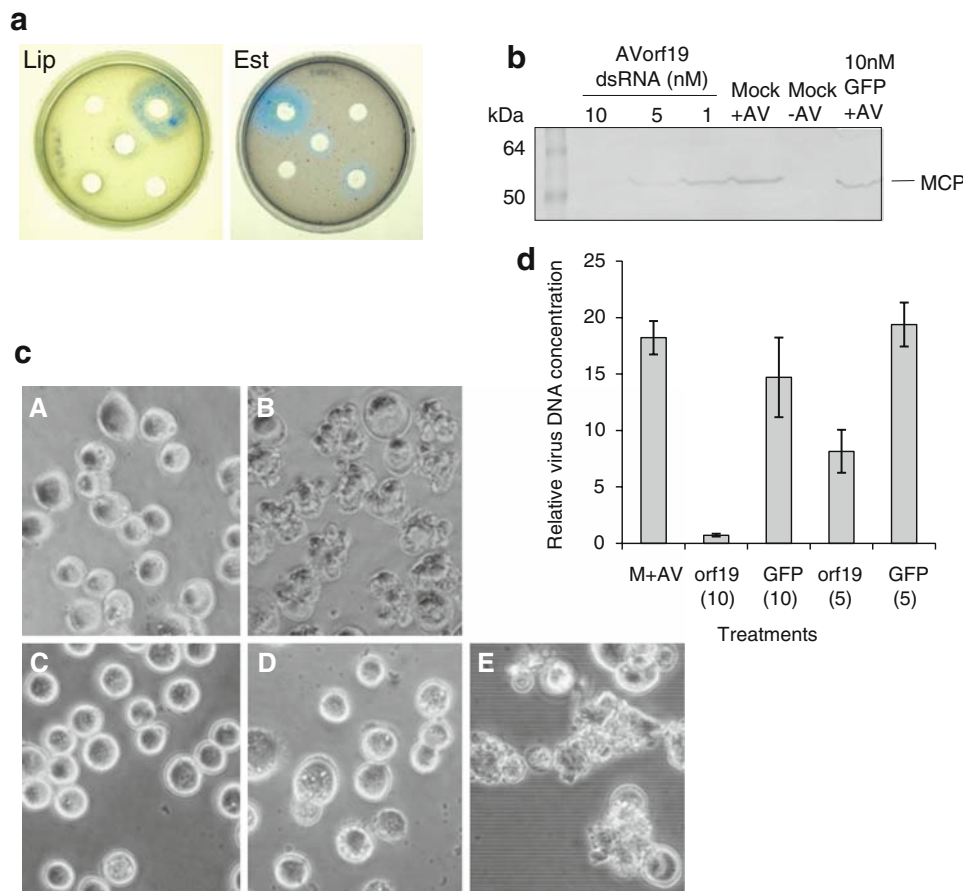 a
Lip
Est
b
AVorf19
dsRNA (nM)
Mock
+AV
Mock
-AV
10nM
GFP
+AV
kDa
10
5
1
64
50
MCP
c
A
B
C
D
E
d
Relative virus DNA concentration
25
20
15
10
5
0
M+AV
orf19
(10)
GFP
(10)
orf19
(5)
GFP
(5)
Treatments